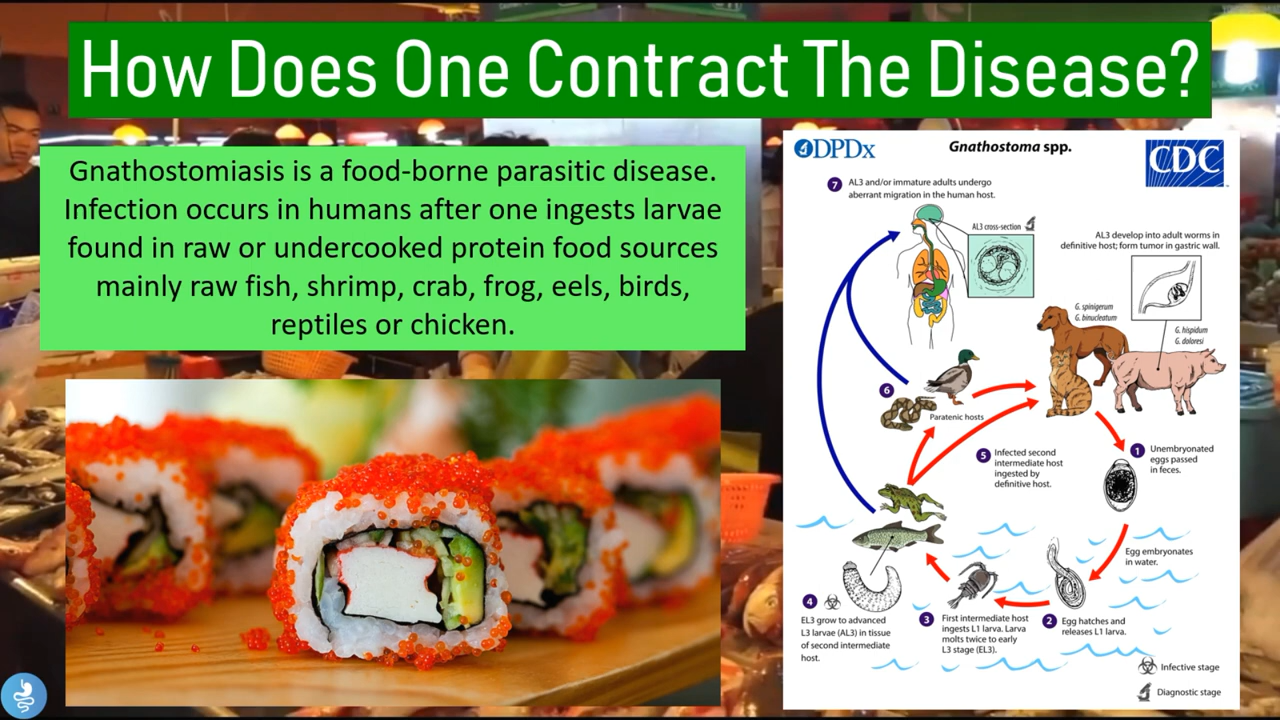 How Does One Contract The Disease?
Gnathostomiasis is a food-borne parasitic disease.
Infection occurs in humans after one ingests larvae
found in raw or undercooked protein food sources
mainly raw fish, shrimp, crab, frog, eels, birds,
reptiles or chicken.
DPDx
Gnathostoma spp.
CDC
7
AL3 and/or immature adults undergo
aberrant migration in the human host.
AL3 cross-section
AL3 develop into adult worms in
definitive host; form tumor in gastric wall.
G. spinigerum
G. binucleatum
G. hispidum
G. doloresi
6
Paratenic hosts
5
Infected second
intermediate host
ingested by
definitive host.
1
Unembryonated
eggs passed
in feces.
Egg embryonates
in water.
4
EL3 grow to advanced
L3 larvae (AL3) in tissue
of second intermediate
host.
3
First intermediate host
ingests L1 larva. Larva
molts twice to early
L3 stage (EL3).
2
Egg hatches and
releases L1 larva.
Infective stage
Diagnostic stage